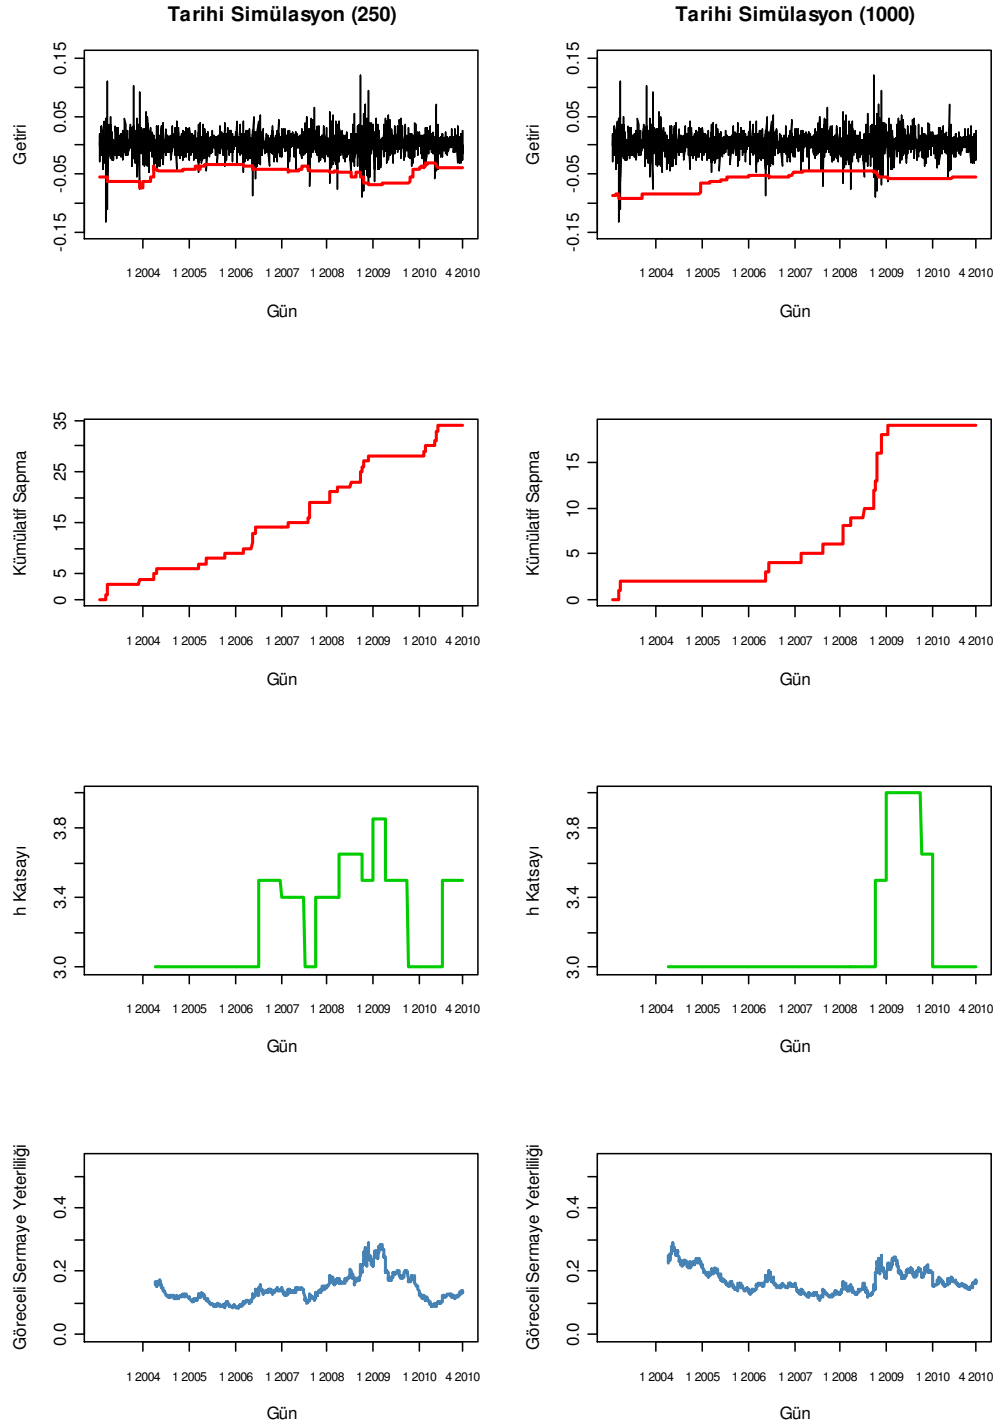 Tarihi Simülasyon (250)
Getiri
0.15
0.05
-0.05
-0.15
1 2004 1 2005 1 2006 1 2007 1 2008 1 2009 1 2010 4 2010
Gün
Tarihi Simülasyon (1000)
Getiri
0.15
0.05
-0.05
-0.15
1 2004 1 2005 1 2006 1 2007 1 2008 1 2009 1 2010 4 2010
Gün
Kümülatif Sapma
35
25
15
5
0
1 2004 1 2005 1 2006 1 2007 1 2008 1 2009 1 2010 4 2010
Gün
Kümülatif Sapma
15
10
5
0
1 2004 1 2005 1 2006 1 2007 1 2008 1 2009 1 2010 4 2010
Gün
h Katsayı
3.8
3.4
3.0
1 2004 1 2005 1 2006 1 2007 1 2008 1 2009 1 2010 4 2010
Gün
h Katsayı
3.8
3.4
3.0
1 2004 1 2005 1 2006 1 2007 1 2008 1 2009 1 2010 4 2010
Gün
Göreceli Sermaye Yeterliliği
0.4
0.2
0.0
1 2004 1 2005 1 2006 1 2007 1 2008 1 2009 1 2010 4 2010
Gün
Göreceli Sermaye Yeterliliği
0.4
0.2
0.0
1 2004 1 2005 1 2006 1 2007 1 2008 1 2009 1 2010 4 2010
Gün